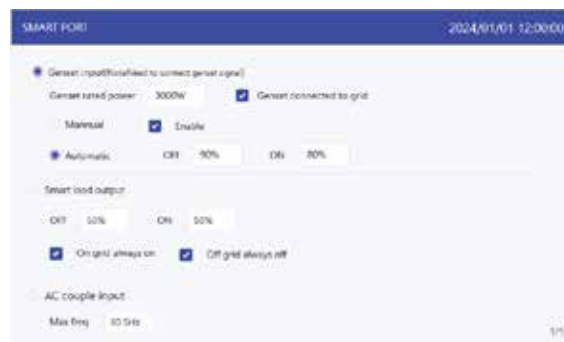 SMART PORT 2024/01/01 12:00:00
Genset input(Note:Need to connect genset signal)
Genset rated power 3000W Genset connected to grid
Manmual Enable
Automatic OFF 90% ON 80%
Smart load output
OFF 50% ON 50%
On grid always on Off grid always off
AC couple input
Max freq
1/1